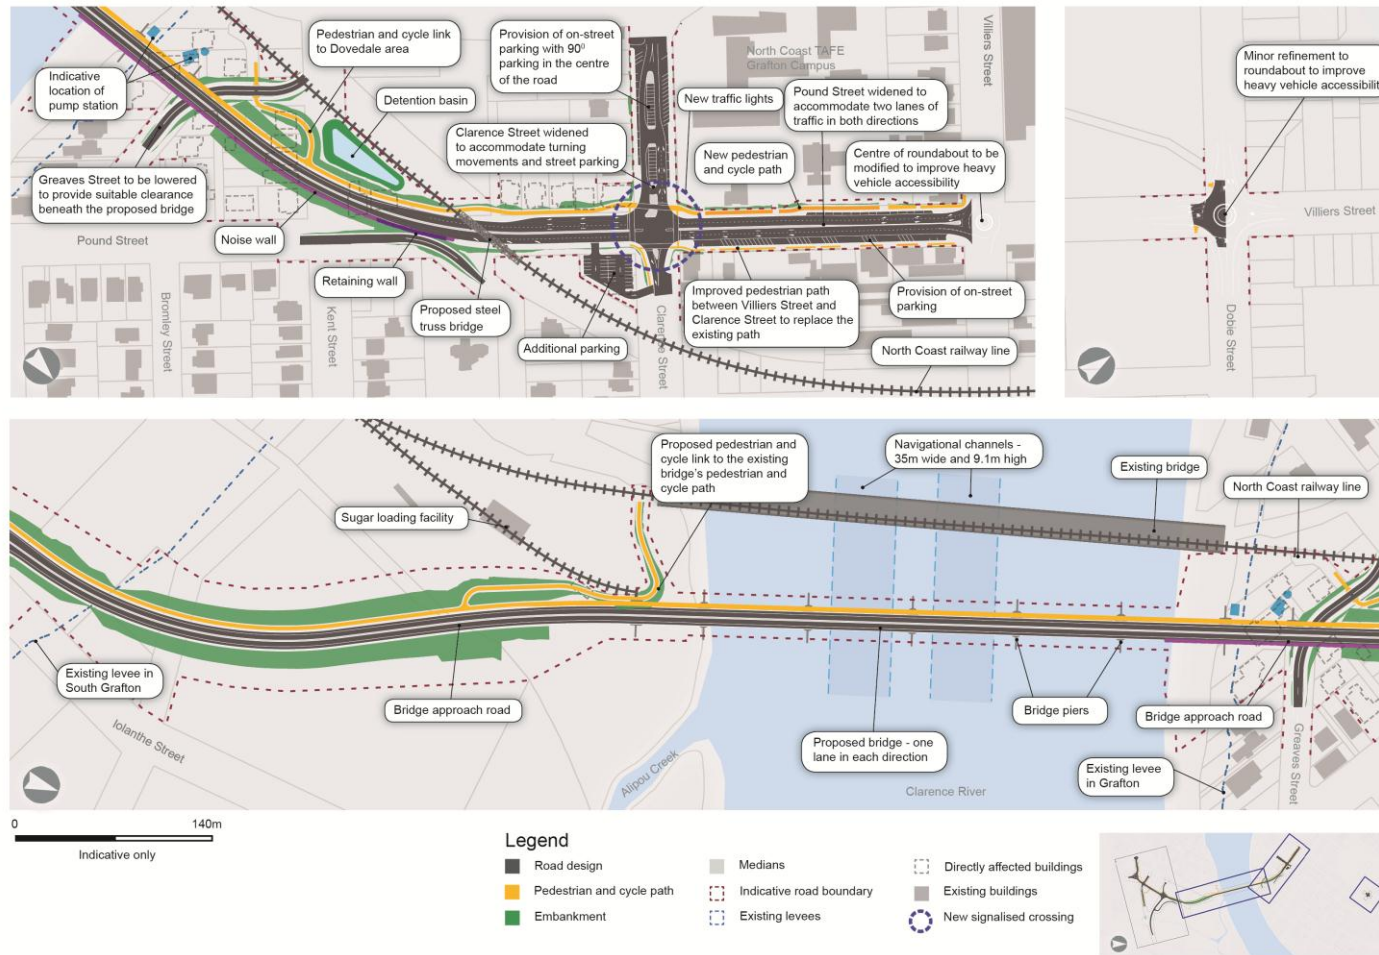 Indicative
location of
pump station
Pedestrian and cycle link
to Dovedale area
Detention basin
Provision of on-street
parking with 90⁰
parking in the centre
of the road
Clarence Street widened
to accommodate turning
movements and street parking
North Coast TAFE
Grafton Campus
Villiers Street
New traffic lights
Pound Street widened to
accommodate two lanes of
traffic in both directions
New pedestrian
and cycle path
Centre of roundabout to be
modified to improve heavy
vehicle accessibility
Greaves Street to be lowered
to provide suitable clearance
beneath the proposed bridge
Pound Street
Noise wall
Retaining wall
Bromley Street
Kent Street
Proposed steel
truss bridge
Additional parking
Clarence Street
Improved pedestrian path
between Villiers Street and
Clarence Street to replace the
existing path
Provision of on-street
parking
North Coast railway line
Minor refinement to
roundabout to improve
heavy vehicle accessibilit
Villiers Street
Dobie Street
Sugar loading facility
Proposed pedestrian and
cycle link to the existing
bridge's pedestrian and
cycle path
Navigational channels -
35m wide and 9.1m high
Existing bridge
North Coast railway line
Existing levee in
South Grafton
Iolanthe Street
Bridge approach road
Alipou Creek
Proposed bridge - one
lane in each direction
Clarence River
Bridge piers
Existing levee
in Grafton
Bridge approach road
Greaves Street
0 140m
Indicative only
Legend
Road design
Pedestrian and cycle path
Embankment
Medians
Indicative road boundary
Existing levees
Directly affected buildings
Existing buildings
New signalised crossing